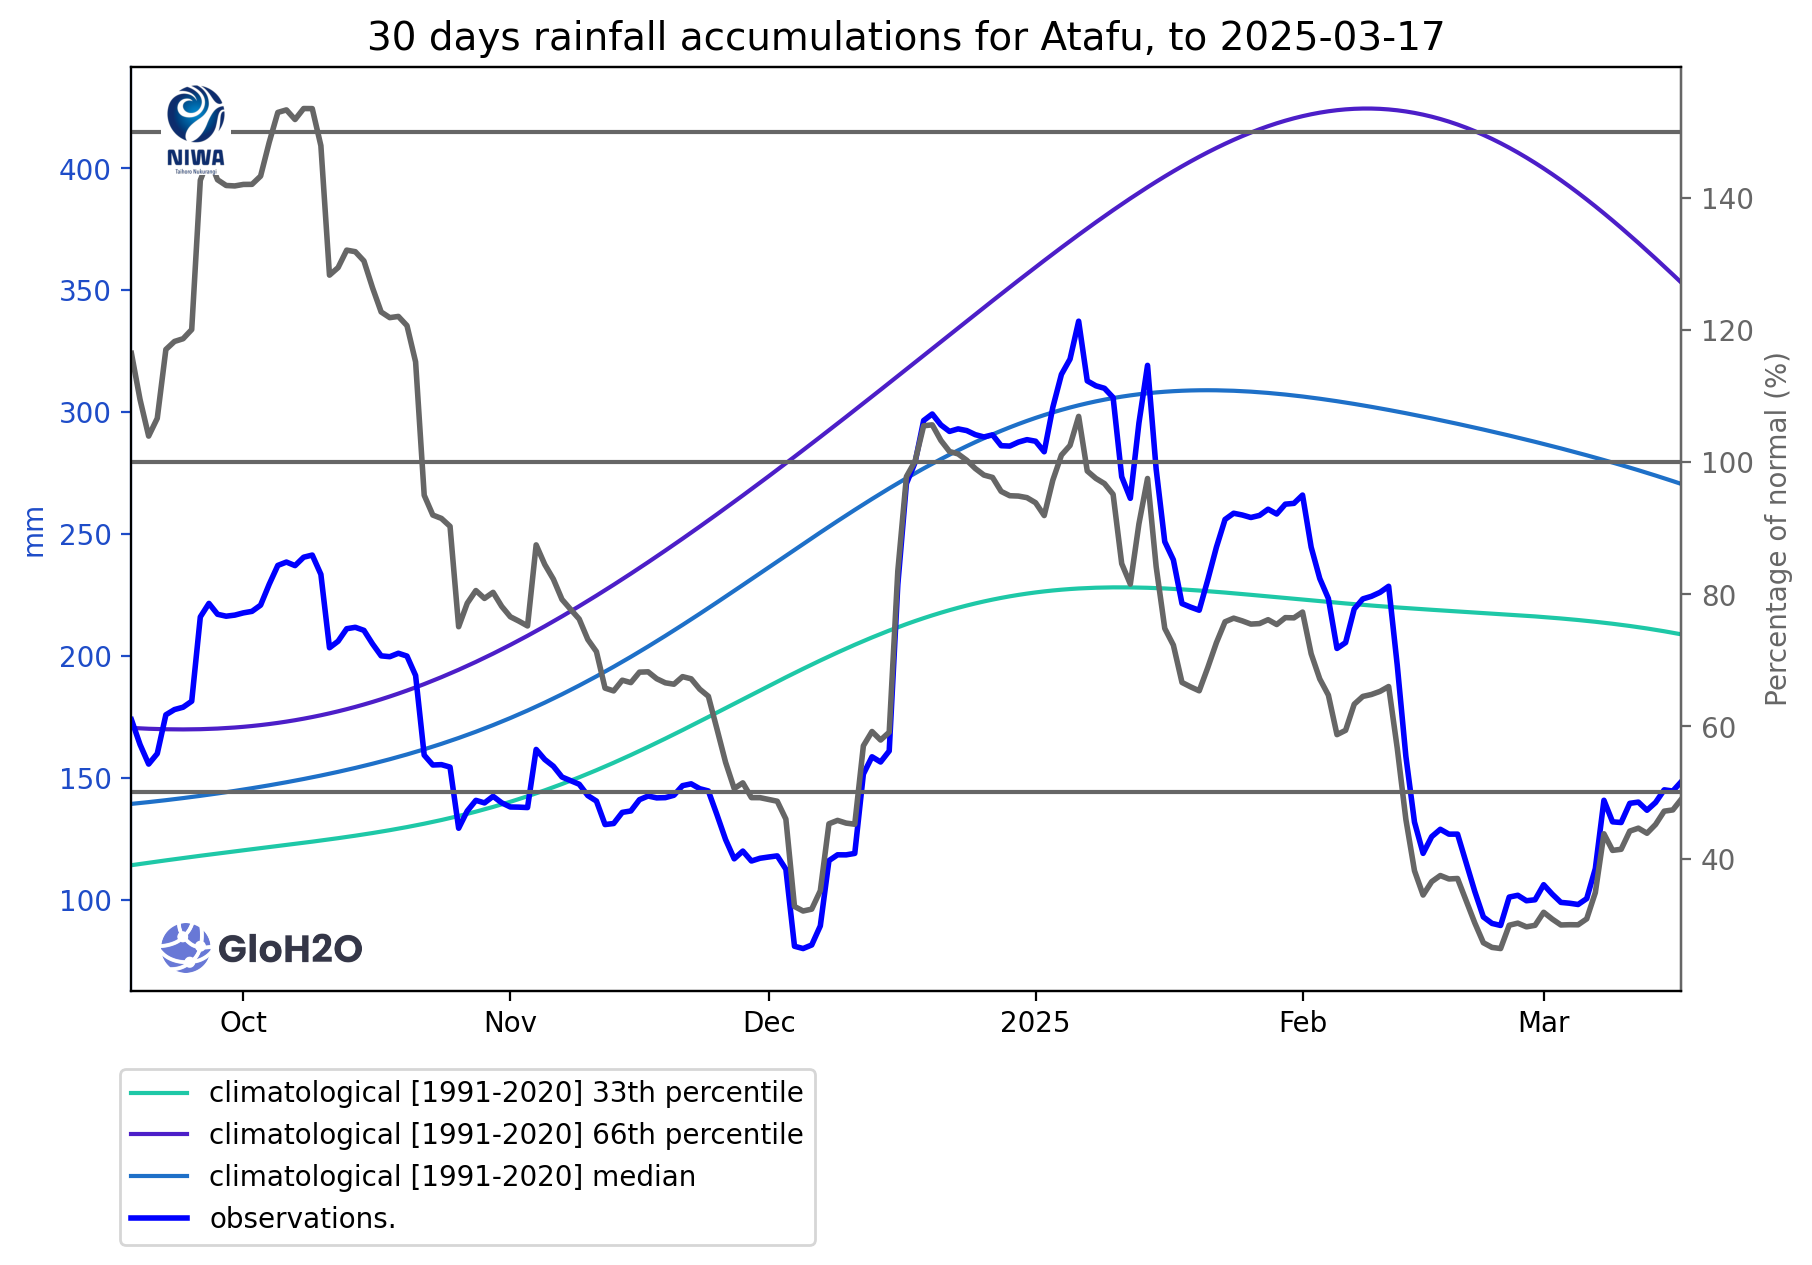 30 days rainfall accumulations for Atafu, to 2025-03-17
NIWA
Taihoro Nukurangi
400
350
300
250
200
150
100
mm
140
120
100
80
60
40
Percentage of normal (%)
GloH2O
Oct
Nov
Dec
2025
Feb
Mar
climatological [1991-2020] 33th percentile
climatological [1991-2020] 66th percentile
climatological [1991-2020] median
observations.